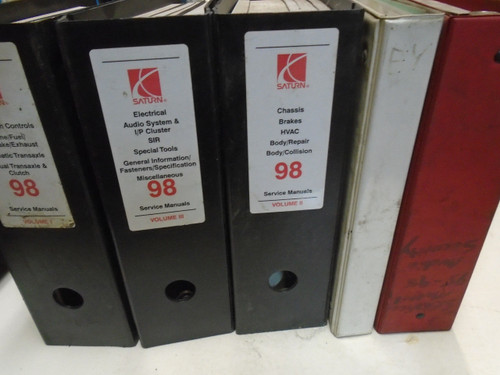 Controls
Fuel/
ke/Exhaust
atic Transaxle
ual Transaxle &
Clutch
98
Service Manuals
VOLUME I
SATURN
Electrical
Audio System &
I/P Cluster
SIR
Special Tools
General Information/
Fasteners/Specification
Miscellaneous
98
Service Manuals
VOLUME III
SATURN
Chassis
Brakes
HVAC
Body/Repair
Body/Collision
98
Service Manuals
VOLUME II
E.V